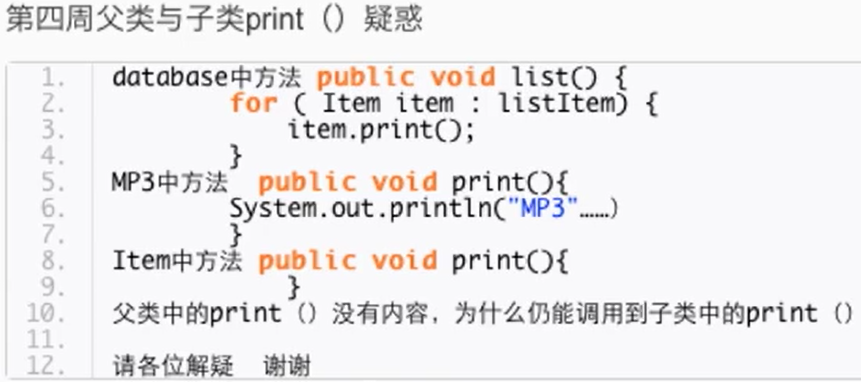 第四周父类与子类print（）疑惑
1. database中方法 public void list() {
2. for ( Item item : listItem) {
3. item.print();
4. }
5. MP3中方法 public void print(){
6. System.out.println("MP3"……)
7. }
8. Item中方法 public void print(){
9. }
10. 父类中的print（）没有内容，为什么仍能调用到子类中的print（）
11.
12. 请各位解疑 谢谢